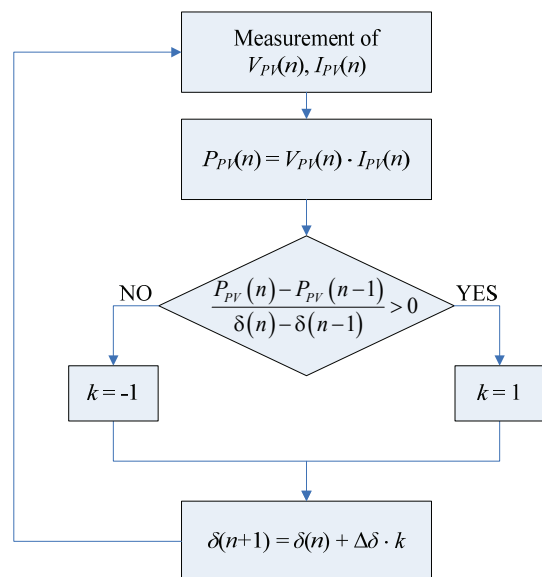 Measurement of
V_PV(n), I_PV(n)
P_PV(n) = V_PV(n) · I_PV(n)
NO
YES
P_PV(n) − P_PV(n−1)
δ(n) − δ(n−1)
> 0
k = -1
k = 1
δ(n+1) = δ(n) + Δδ · k